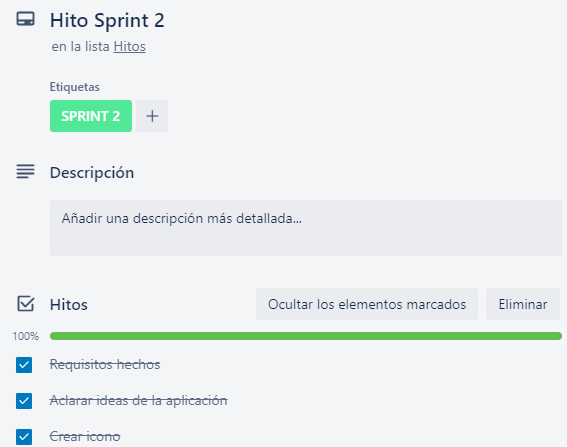 Hito Sprint 2
en la lista Hitos
Etiquetas
SPRINT 2 +
Descripción
Añadir una descripción más detallada...
Hitos Ocultar los elementos marcados Eliminar
100%
Requisitos hechos
Aclarar ideas de la aplicación
Crear icono